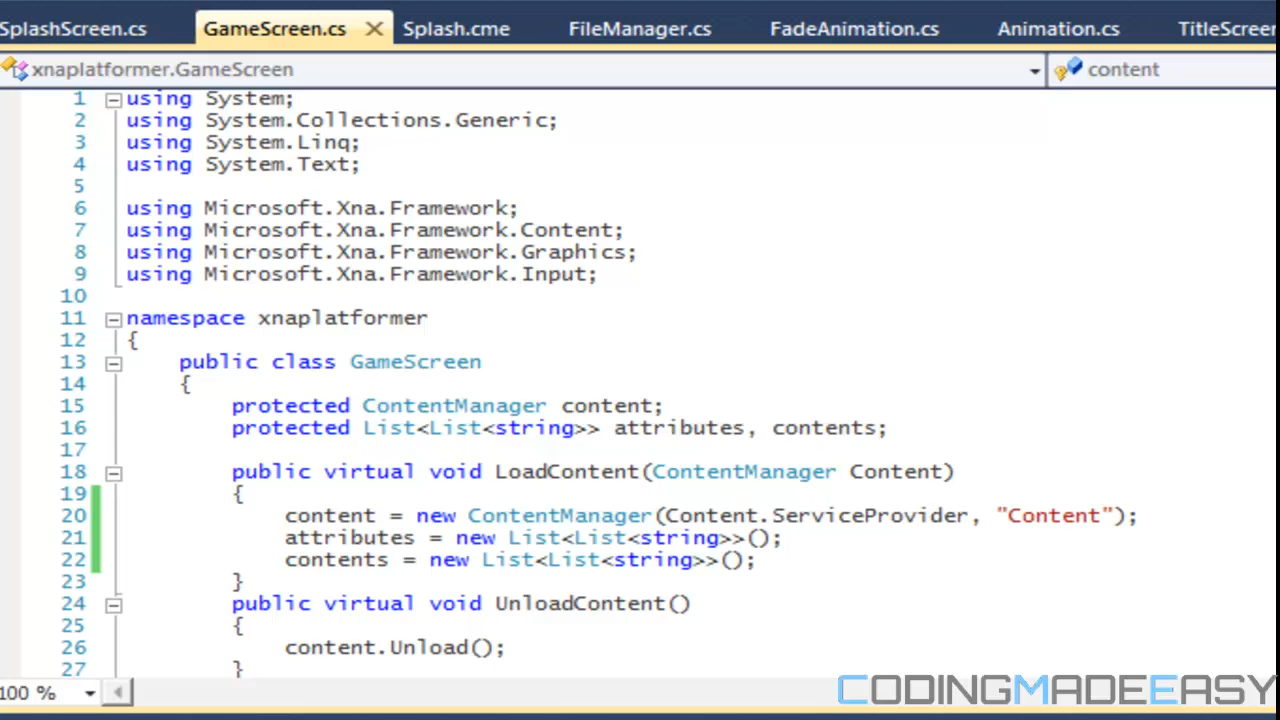 SplashScreen.cs GameScreen.cs Splash.cme FileManager.cs FadeAnimation.cs Animation.cs TitleScreen
xnaplatformer.GameScreen content
1 using System;
2 using System.Collections.Generic;
3 using System.Linq;
4 using System.Text;
5
6 using Microsoft.Xna.Framework;
7 using Microsoft.Xna.Framework.Content;
8 using Microsoft.Xna.Framework.Graphics;
9 using Microsoft.Xna.Framework.Input;
10
11 namespace xnaplatformer
12 {
13 public class GameScreen
14 {
15 protected ContentManager content;
16 protected List<List<string>> attributes, contents;
17
18 public virtual void LoadContent(ContentManager Content)
19 {
20 content = new ContentManager(Content.ServiceProvider, "Content");
21 attributes = new List<List<string>>();
22 contents = new List<List<string>>();
23 }
24 public virtual void UnloadContent()
25 {
26 content.Unload();
27 }
100 %
CODINGMADEEASY